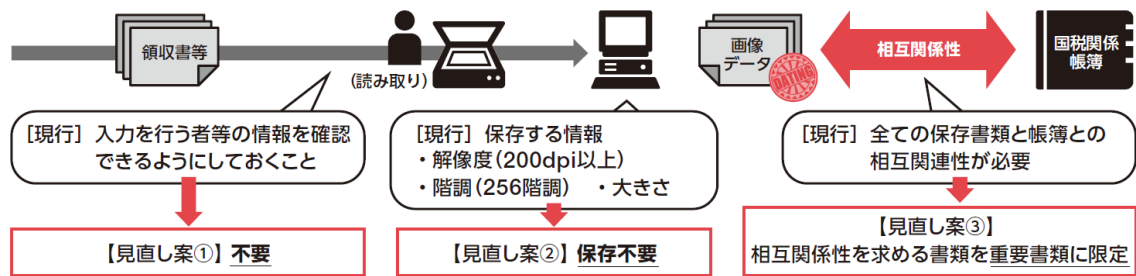 領収書等
(読み取り)
画像
データ
DATING
相互関係性
国税関係
帳簿
［現行］入力を行う者等の情報を確認
できるようにしておくこと
［現行］保存する情報
・解像度(200dpi以上)
・階調(256階調) ・大きさ
［現行］全ての保存書類と帳簿との
相互関連性が必要
【見直し案①】不要
【見直し案②】保存不要
【見直し案③】
相互関係性を求める書類を重要書類に限定